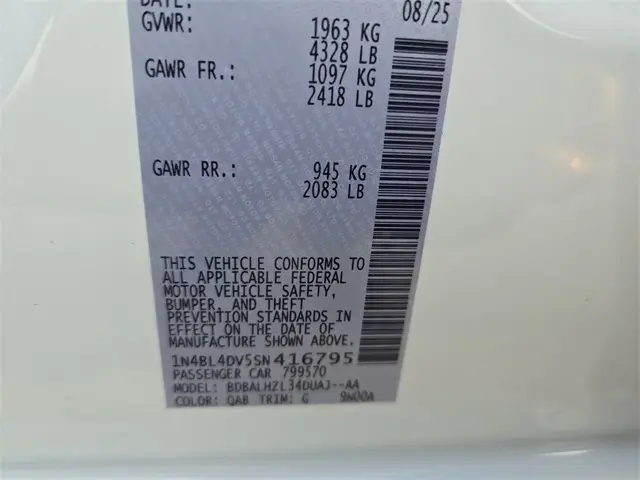 DATE: 08/25
GVWR: 1963 KG
4328 LB
GAWR FR.: 1097 KG
2418 LB
GAWR RR.: 945 KG
2083 LB
THIS VEHICLE CONFORMS TO
ALL APPLICABLE FEDERAL
MOTOR VEHICLE SAFETY,
BUMPER, AND THEFT
PREVENTION STANDARDS IN
EFFECT ON THE DATE OF
MANUFACTURE SHOWN ABOVE.
1N4BL4DV5SN416795
PASSENGER CAR 799570
MODEL: BDBALHZL34DUAJ--AA
COLOR: QAB TRIM: G 9N00A